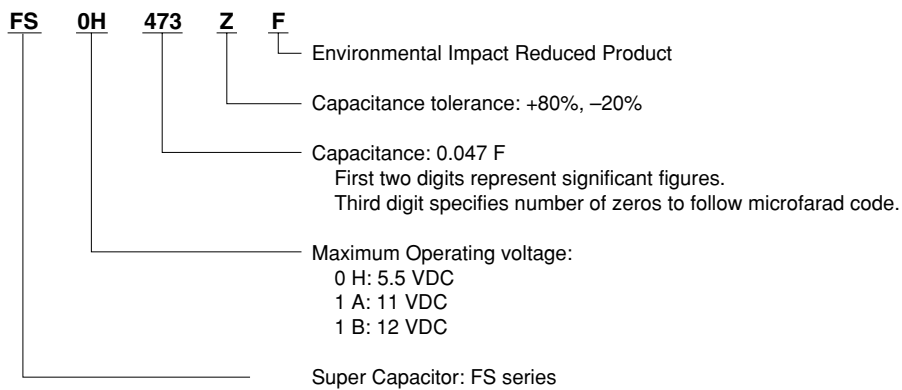 FS 0H 473 Z F
Environmental Impact Reduced Product
Capacitance tolerance: +80%, –20%
Capacitance: 0.047 F
First two digits represent significant figures.
Third digit specifies number of zeros to follow microfarad code.
Maximum Operating voltage:
0 H: 5.5 VDC
1 A: 11 VDC
1 B: 12 VDC
Super Capacitor: FS series